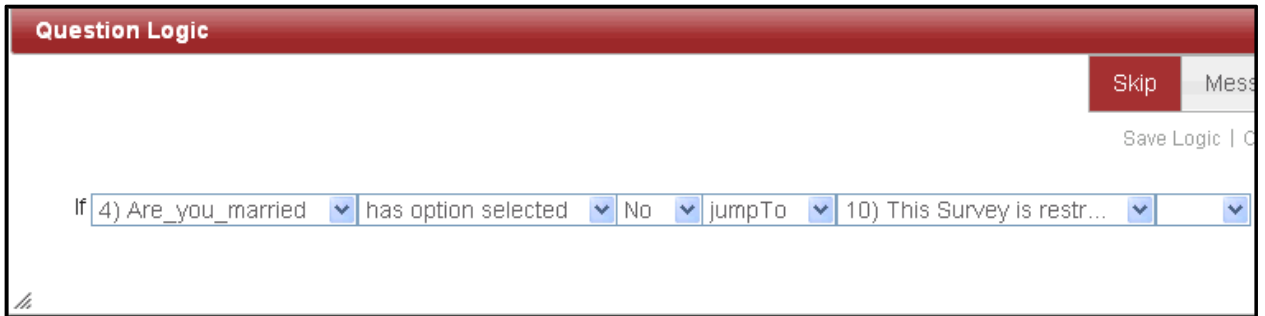 Question Logic
Skip Mess
Save Logic | C
If 4) Are_you_married has option selected No jumpTo 10) This Survey is restr...